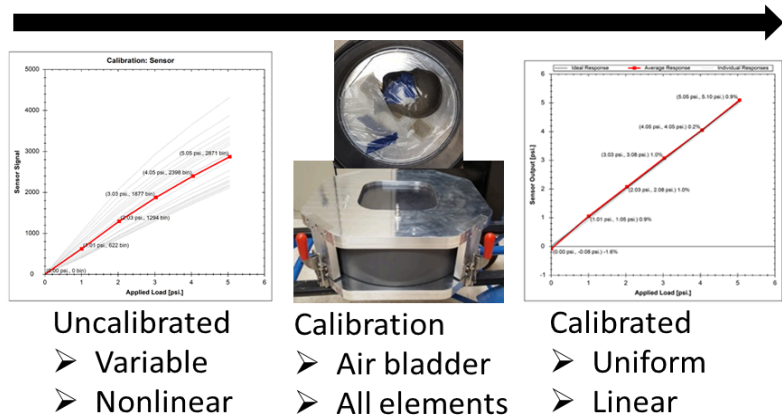 Calibration: Sensor
Sensor Signal
5000
4000
3000
2000
1000
0
(5.05 psi., 2871 bin)
(4.05 psi., 2398 bin)
(3.03 psi., 1877 bin)
(2.03 psi., 1294 bin)
(1.01 psi., 622 bin)
(0.00 psi., 0 bin)
0 1 2 3 4 5 6
Applied Load [psi.]
Ideal Response Average Response Individual Responses
Sensor Output [psi.]
6
5
4
3
2
1
0
-1
(5.05 psi., 5.10 psi.) 0.9%
(4.05 psi., 4.05 psi.) 0.2%
(3.03 psi., 3.08 psi.) 1.0%
(2.03 psi., 2.08 psi.) 1.0%
(1.01 psi., 1.05 psi.) 0.9%
(0.00 psi., -0.08 psi.) -1.6%
0 1 2 3 4 5 6
Applied Load [psi.]
Uncalibrated
➢ Variable
➢ Nonlinear
Calibration
➢ Air bladder
➢ All elements
Calibrated
➢ Uniform
➢ Linear